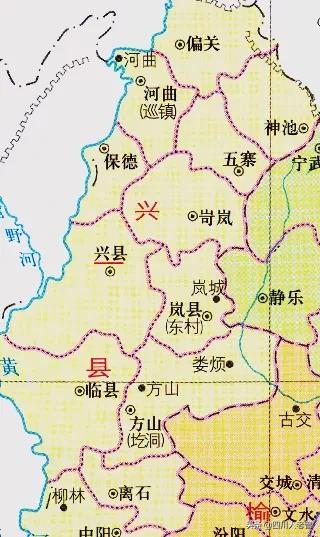 偏关
河曲
河曲
(巡镇)
神池
宁武
保德
五寨
兴
岢岚
野河
兴县
岚城
静乐
岚县
(东村)
黄
县
娄烦
临县
方山
古交
方山
(圪洞)
交城
清
柳林
离石
榆
文水
中阳
汾阳
头条 @四川人老曹